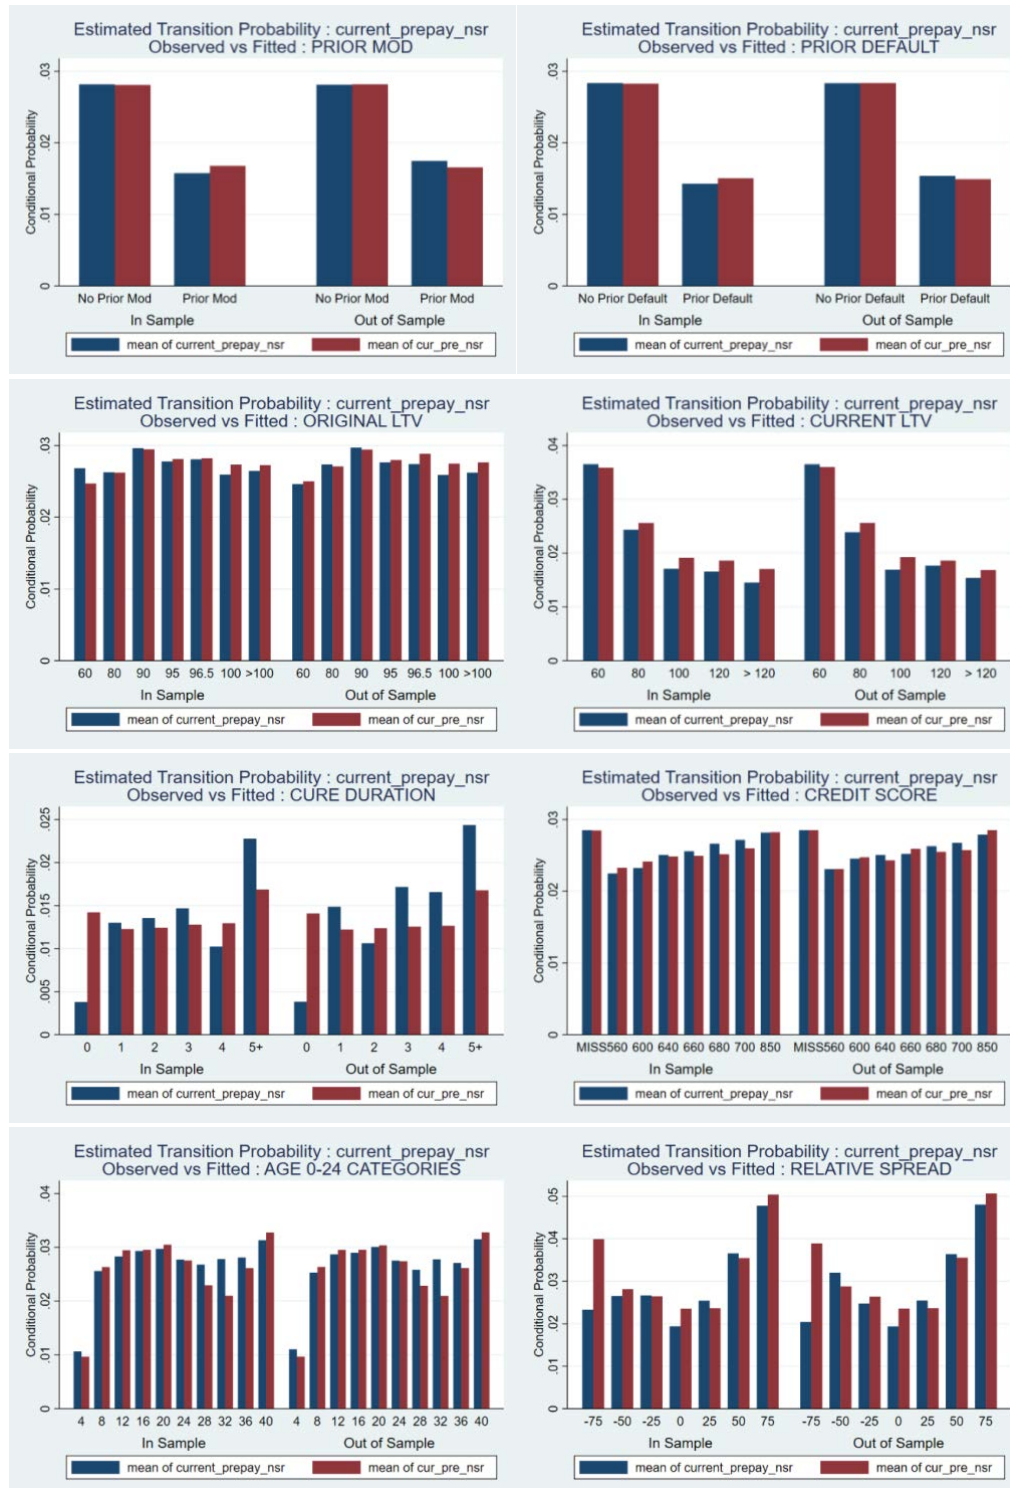 Estimated Transition Probability : current_prepay_nsr
Observed vs Fitted : PRIOR MOD
Conditional Probability
.03
.02
.01
0
No Prior Mod Prior Mod No Prior Mod Prior Mod
In Sample Out of Sample
mean of current_prepay_nsr mean of cur_pre_nsr
Estimated Transition Probability : current_prepay_nsr
Observed vs Fitted : PRIOR DEFAULT
Conditional Probability
.03
.02
.01
0
No Prior Default Prior Default No Prior Default Prior Default
In Sample Out of Sample
mean of current_prepay_nsr mean of cur_pre_nsr
Estimated Transition Probability : current_prepay_nsr
Observed vs Fitted : ORIGINAL LTV
Conditional Probability
.03
.02
.01
0
60 80 90 95 96.5 100 >100 60 80 90 95 96.5 100 >100
In Sample Out of Sample
mean of current_prepay_nsr mean of cur_pre_nsr
Estimated Transition Probability : current_prepay_nsr
Observed vs Fitted : CURRENT LTV
Conditional Probability
.04
.03
.02
.01
0
60 80 100 120 > 120 60 80 100 120 > 120
In Sample Out of Sample
mean of current_prepay_nsr mean of cur_pre_nsr
Estimated Transition Probability : current_prepay_nsr
Observed vs Fitted : CURE DURATION
Conditional Probability
.025
.02
.015
.01
.005
0
0 1 2 3 4 5+ 0 1 2 3 4 5+
In Sample Out of Sample
mean of current_prepay_nsr mean of cur_pre_nsr
Estimated Transition Probability : current_prepay_nsr
Observed vs Fitted : CREDIT SCORE
Conditional Probability
.03
.02
.01
0
MISS560 600 640 660 680 700 850 MISS560 600 640 660 680 700 850
In Sample Out of Sample
mean of current_prepay_nsr mean of cur_pre_nsr
Estimated Transition Probability : current_prepay_nsr
Observed vs Fitted : AGE 0-24 CATEGORIES
Conditional Probability
.04
.03
.02
.01
0
4 8 12 16 20 24 28 32 36 40 4 8 12 16 20 24 28 32 36 40
In Sample Out of Sample
mean of current_prepay_nsr mean of cur_pre_nsr
Estimated Transition Probability : current_prepay_nsr
Observed vs Fitted : RELATIVE SPREAD
Conditional Probability
.05
.04
.03
.02
.01
0
-75 -50 -25 0 25 50 75 -75 -50 -25 0 25 50 75
In Sample Out of Sample
mean of current_prepay_nsr mean of cur_pre_nsr